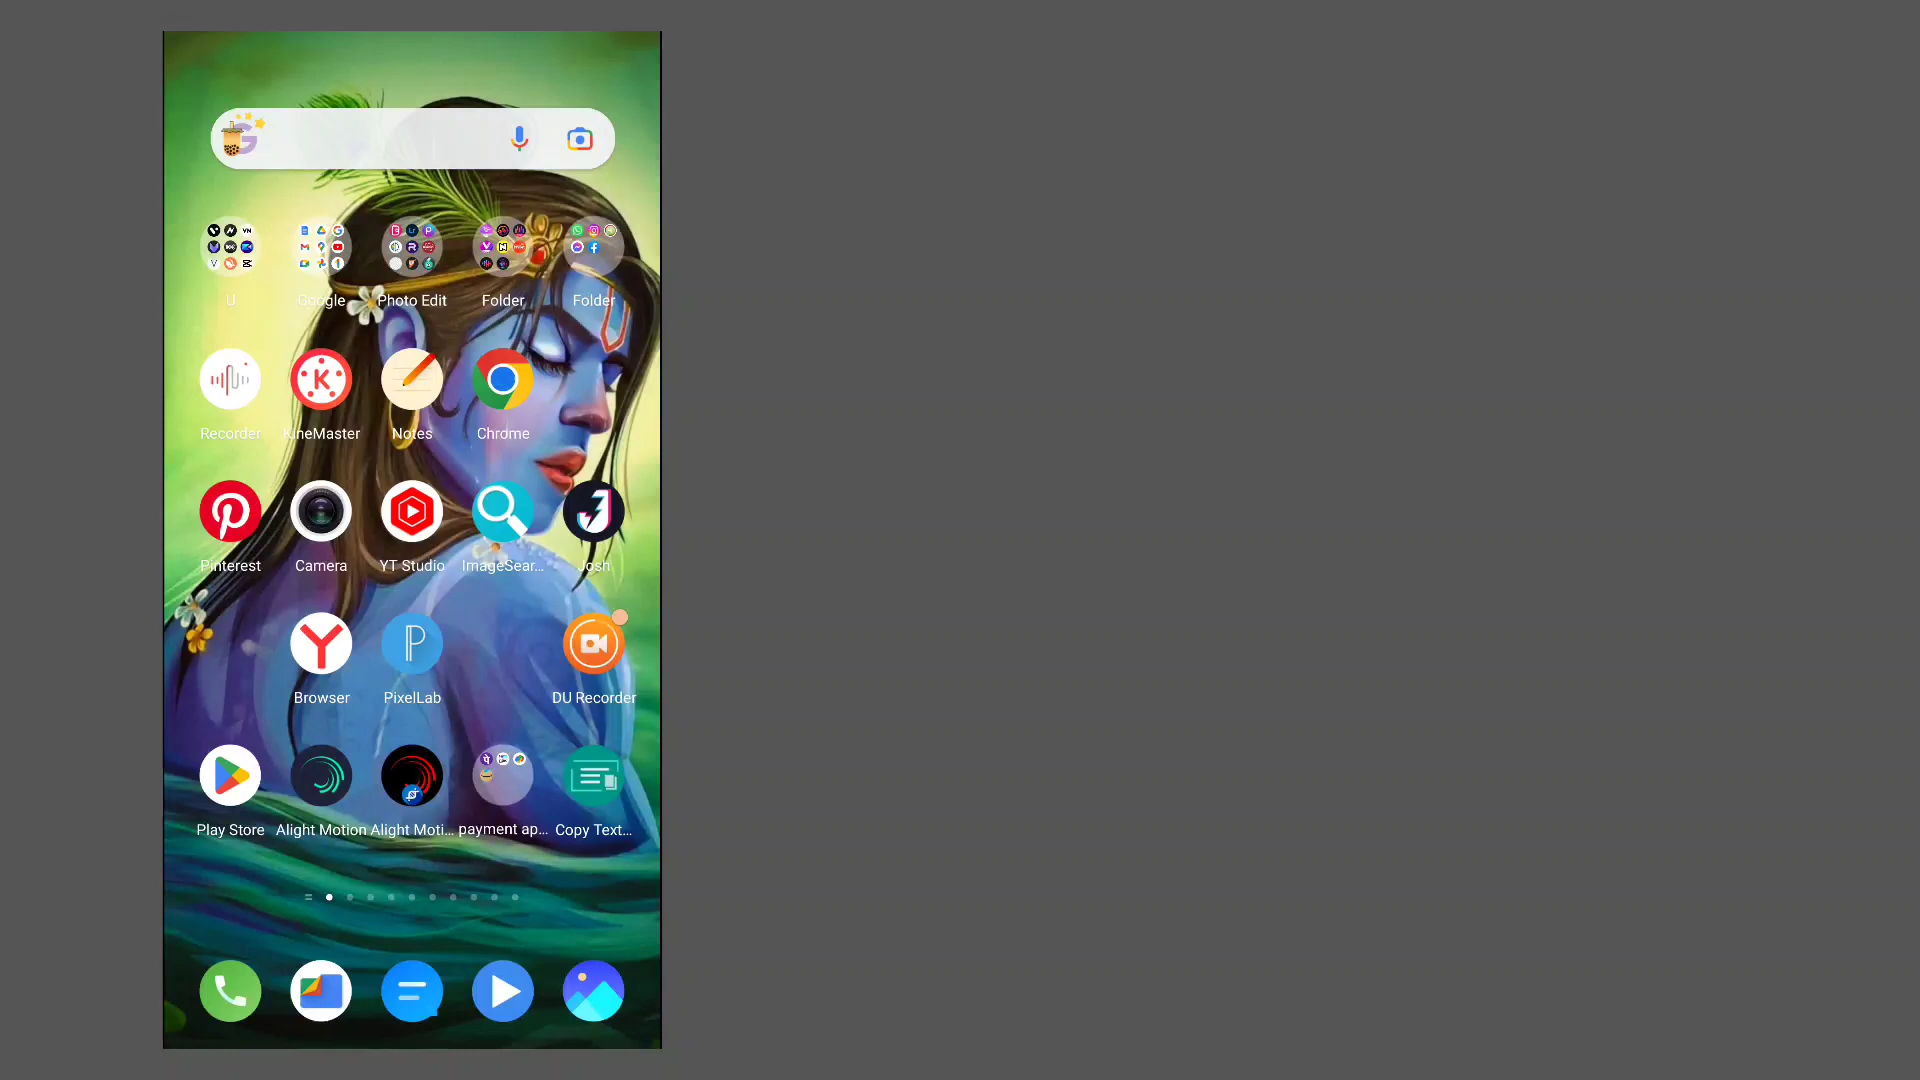 U Google Photo Edit Folder Folder
Recorder KineMaster Notes Chrome
Pinterest Camera YT Studio ImageSear... Josh
Browser PixelLab DU Recorder
Play Store Alight Motion Alight Moti... payment ap... Copy Text...